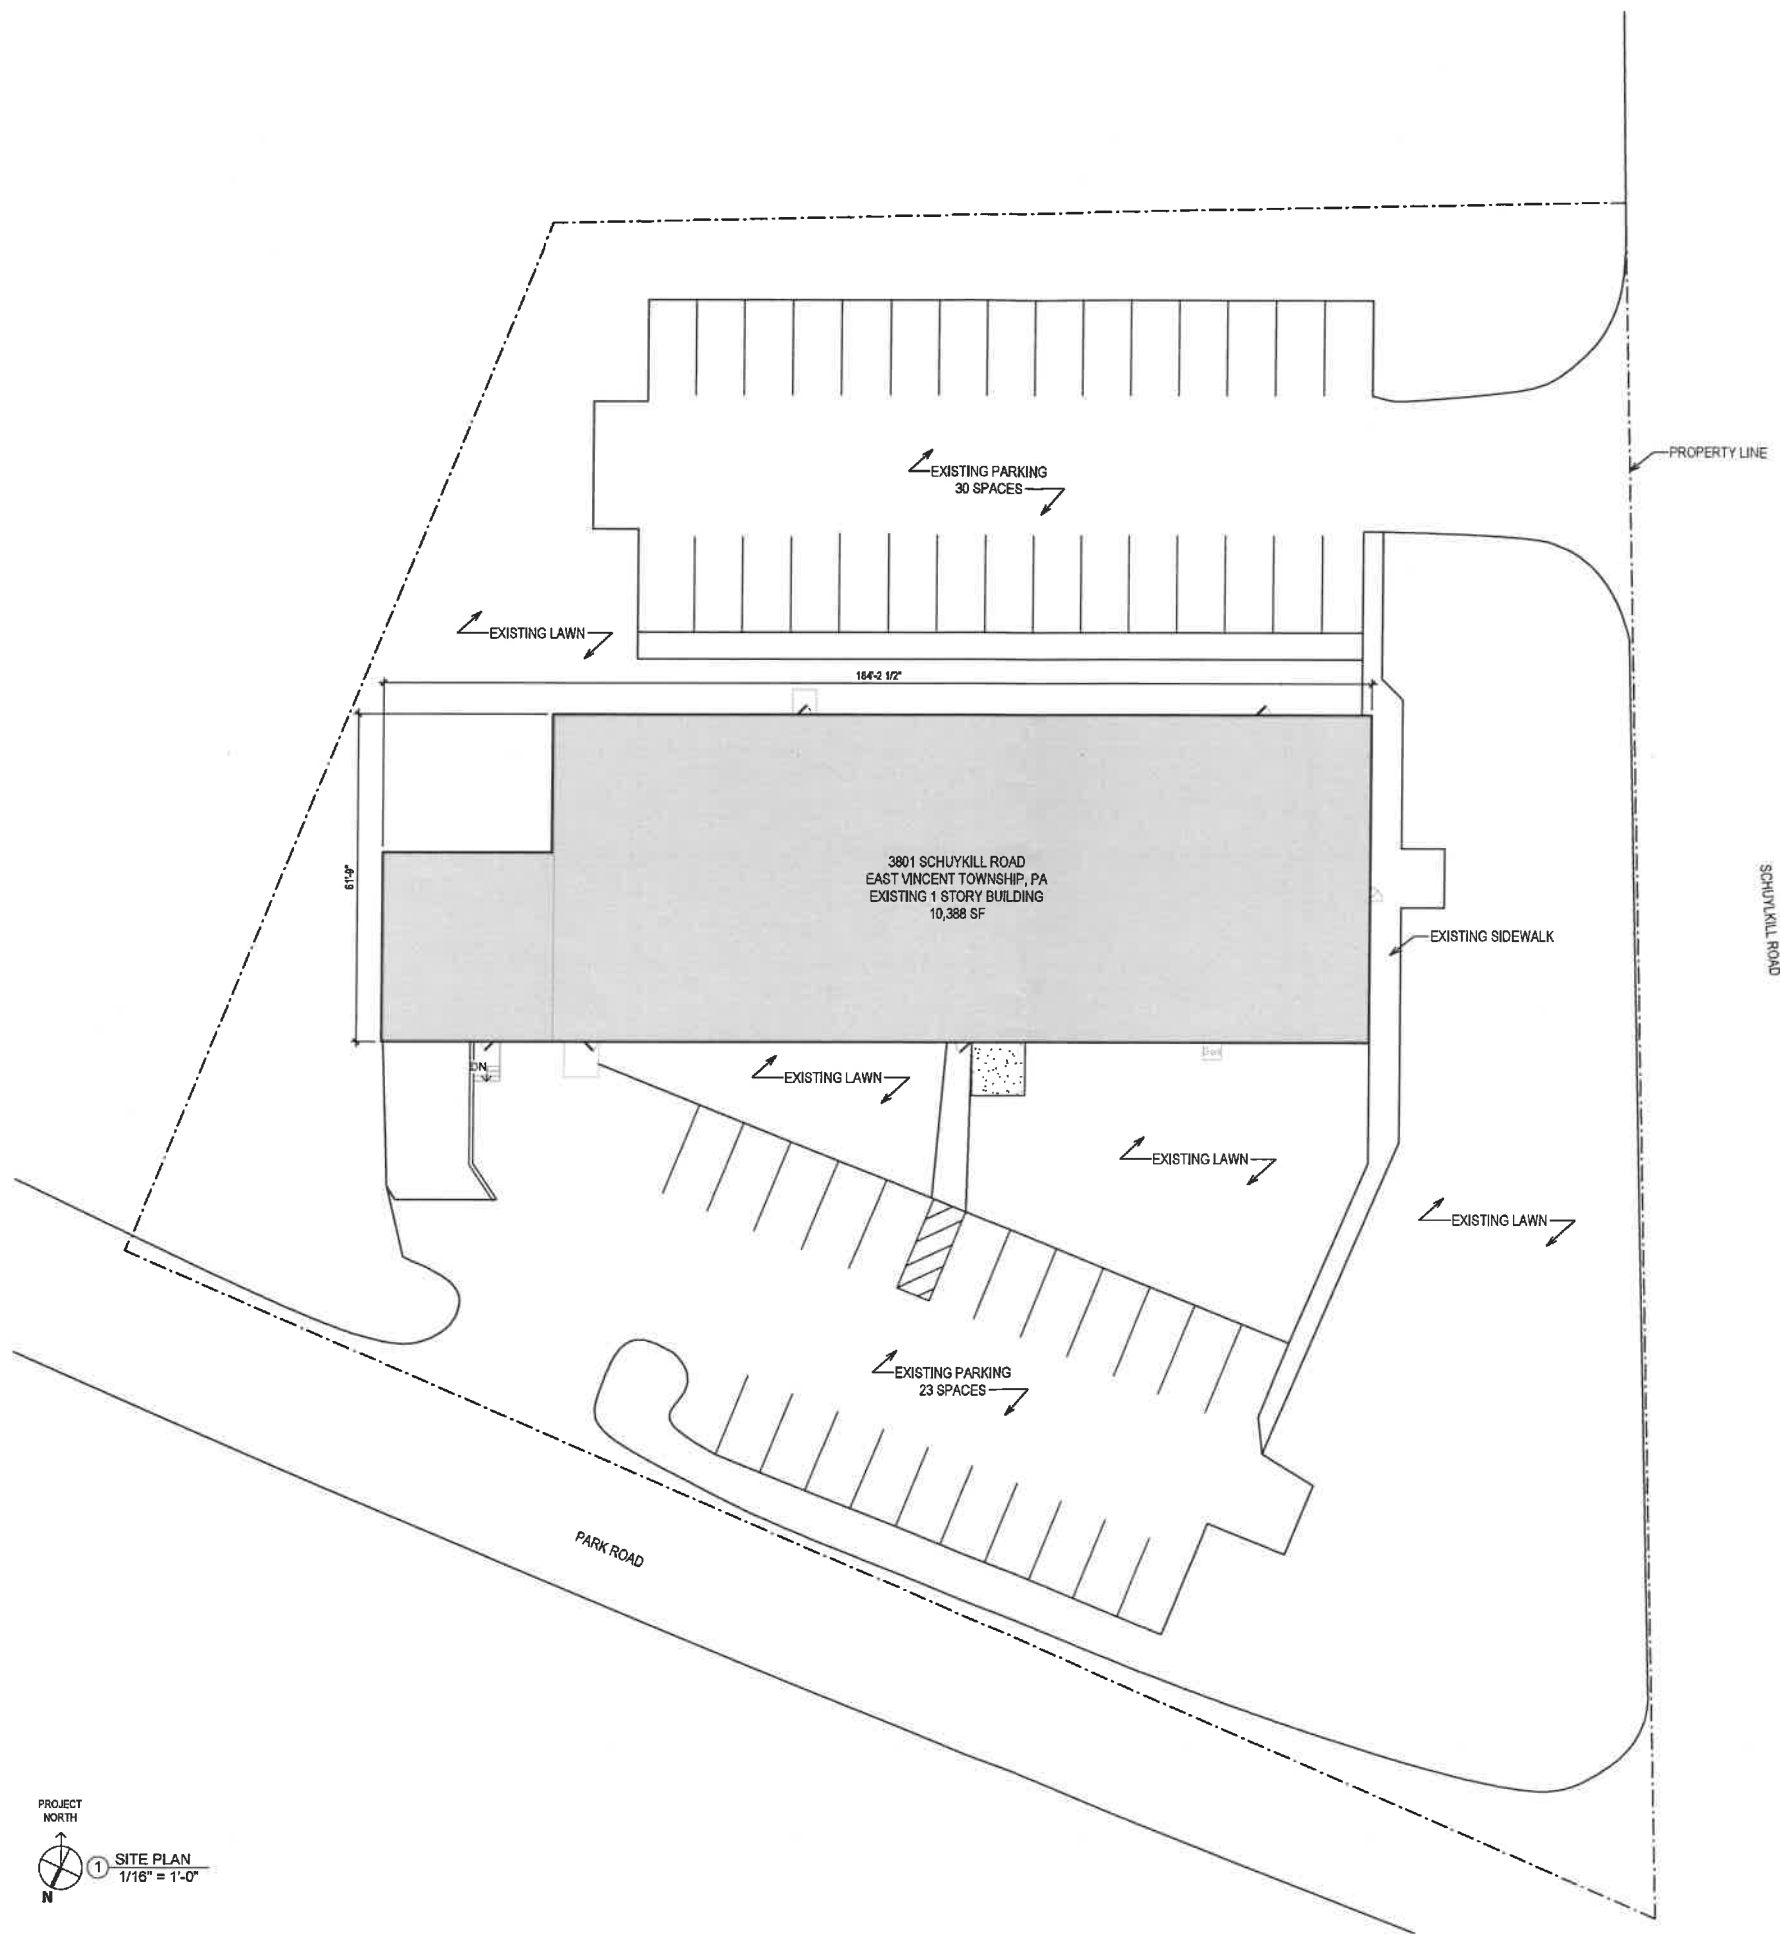 EXISTING PARKING
30 SPACES
PROPERTY LINE
EXISTING LAWN
184'-2 1/2"
61'-9"
3801 SCHUYKILL ROAD
EAST VINCENT TOWNSHIP, PA
EXISTING 1 STORY BUILDING
10,388 SF
SCHUYLKILL ROAD
EXISTING SIDEWALK
DN
EXISTING LAWN
EXISTING LAWN
EXISTING LAWN
EXISTING PARKING
23 SPACES
PARK ROAD
PROJECT
NORTH
N
1
SITE PLAN
1/16" = 1'-0"